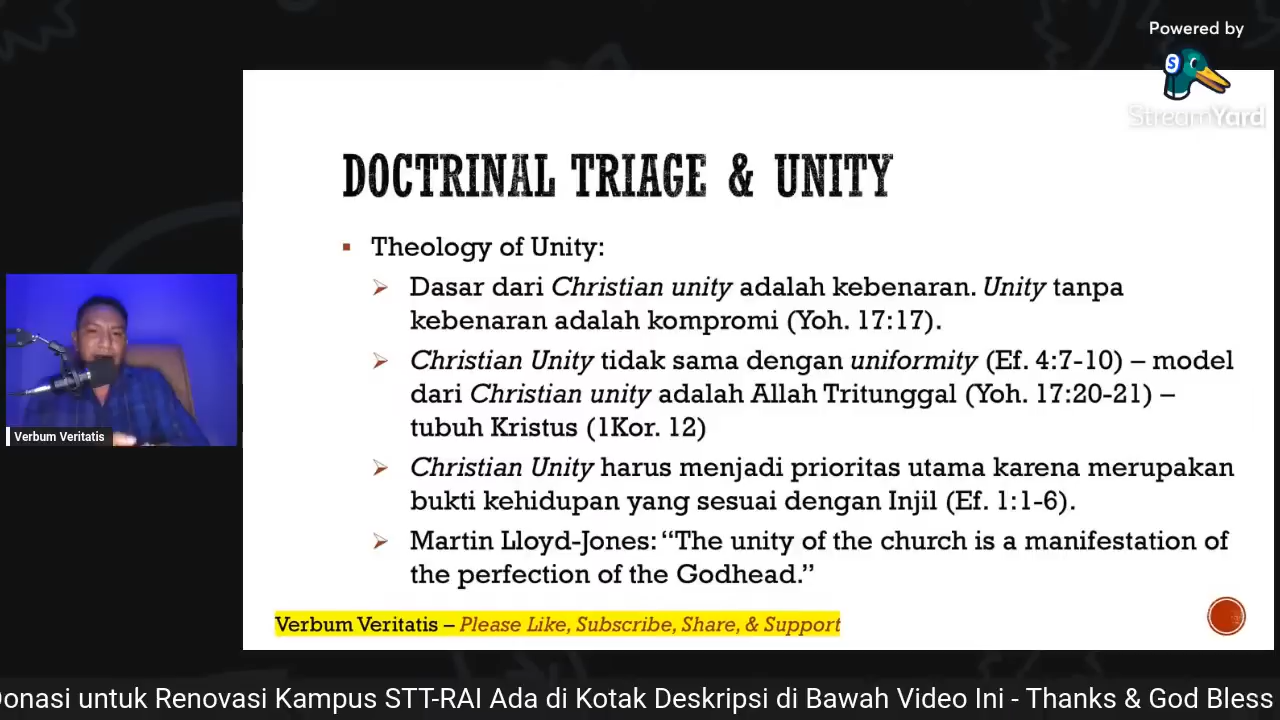 Powered by
S
StreamYard
DOCTRINAL TRIAGE & UNITY
Theology of Unity:
Dasar dari Christian unity adalah kebenaran. Unity tanpa
kebenaran adalah kompromi (Yoh. 17:17).
Christian Unity tidak sama dengan uniformity (Ef. 4:7-10) – model
dari Christian unity adalah Allah Tritunggal (Yoh. 17:20-21) –
tubuh Kristus (1Kor. 12)
Christian Unity harus menjadi prioritas utama karena merupakan
bukti kehidupan yang sesuai dengan Injil (Ef. 1:1-6).
Martin Lloyd-Jones: “The unity of the church is a manifestation of
the perfection of the Godhead.”
Verbum Veritatis
Verbum Veritatis – Please Like, Subscribe, Share, & Support
Donasi untuk Renovasi Kampus STT-RAI Ada di Kotak Deskripsi di Bawah Video Ini - Thanks & God Bless